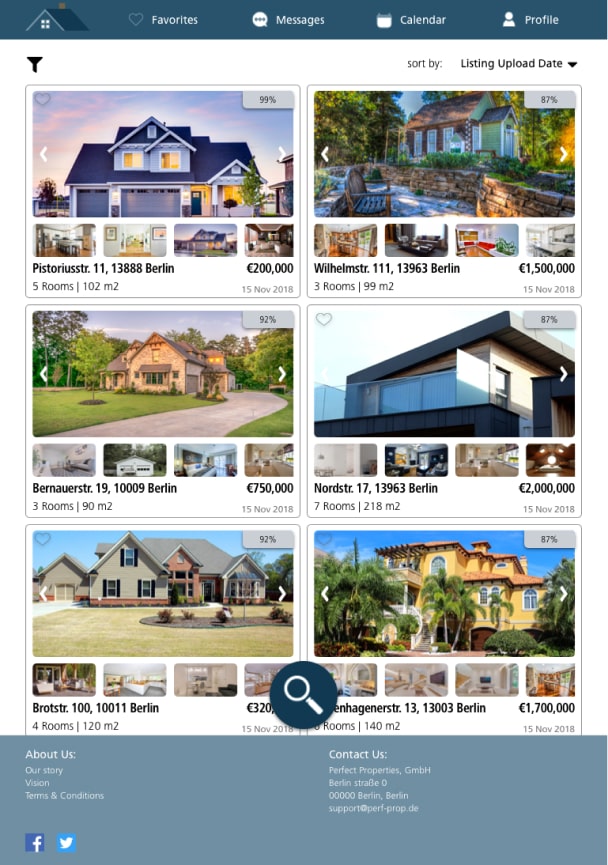 Favorites
Messages
Calendar
Profile
sort by: Listing Upload Date
99%
Pistoriusstr. 11, 13888 Berlin €200,000
5 Rooms | 102 m2 15 Nov 2018
87%
Wilhelmstr. 111, 13963 Berlin €1,500,000
3 Rooms | 99 m2 15 Nov 2018
92%
Bernauerstr. 19, 10009 Berlin €750,000
3 Rooms | 90 m2 15 Nov 2018
87%
Nordstr. 17, 13963 Berlin €2,000,000
7 Rooms | 218 m2 15 Nov 2018
92%
Brotstr. 100, 10011 Berlin €320,
4 Rooms | 120 m2 15 Nov 2018
87%
enhagenerstr. 13, 13003 Berlin €1,700,000
Rooms | 140 m2 15 Nov 2018
About Us:
Our story
Vision
Terms & Conditions
Contact Us:
Perfect Properties, GmbH
Berlin straße 0
00000 Berlin, Berlin
support@perf-prop.de